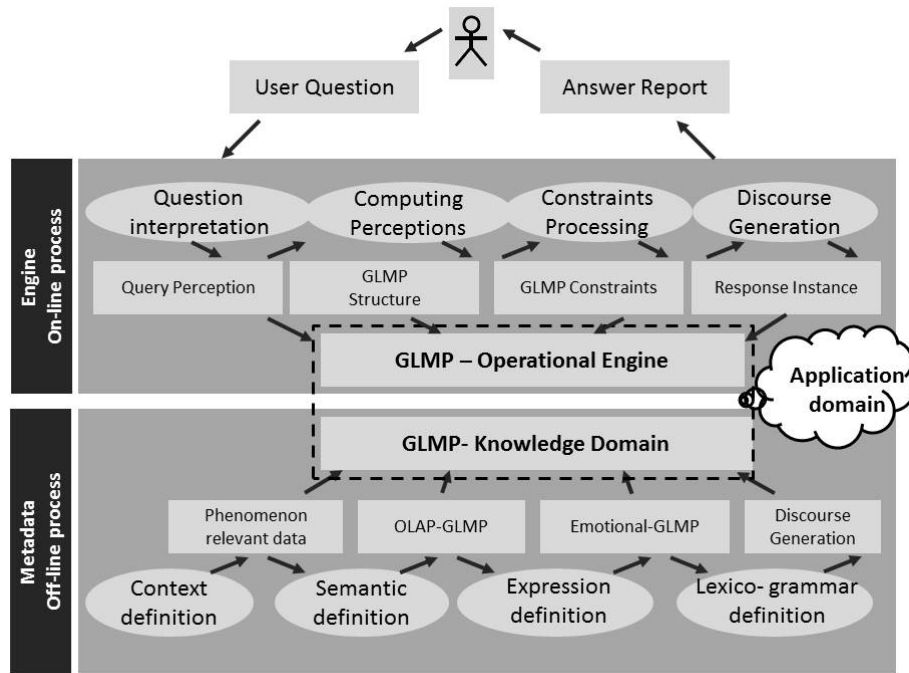 User Question
Answer Report
Engine
On-line process
Question
interpretation
Computing
Perceptions
Constraints
Processing
Discourse
Generation
Query Perception
GLMP
Structure
GLMP Constraints
Response Instance
GLMP – Operational Engine
Application
domain
Metadata
Off-line process
GLMP- Knowledge Domain
Phenomenon
relevant data
OLAP-GLMP
Emotional-GLMP
Discourse
Generation
Context
definition
Semantic
definition
Expression
definition
Lexico- grammar
definition